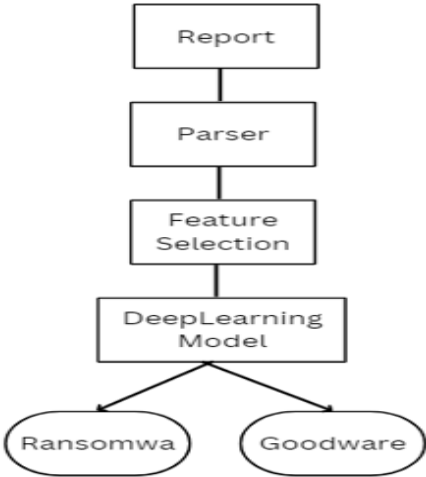 Report
Parser
Feature
Selection
DeepLearning
Model
Ransomwa
Goodware